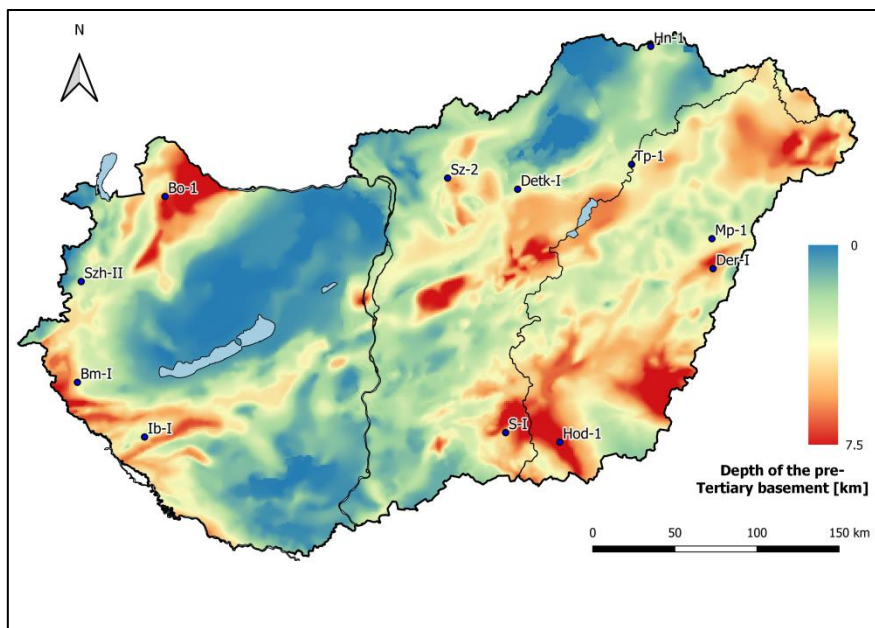 N
Hn-1
Tp-1
Sz-2
Detk-I
Bo-1
Mp-1
Der-I
Szh-II
Bm-I
Ib-I
S-I
Hod-1
0
7.5
Depth of the pre-
Tertiary basement [km]
0 50 100 150 km